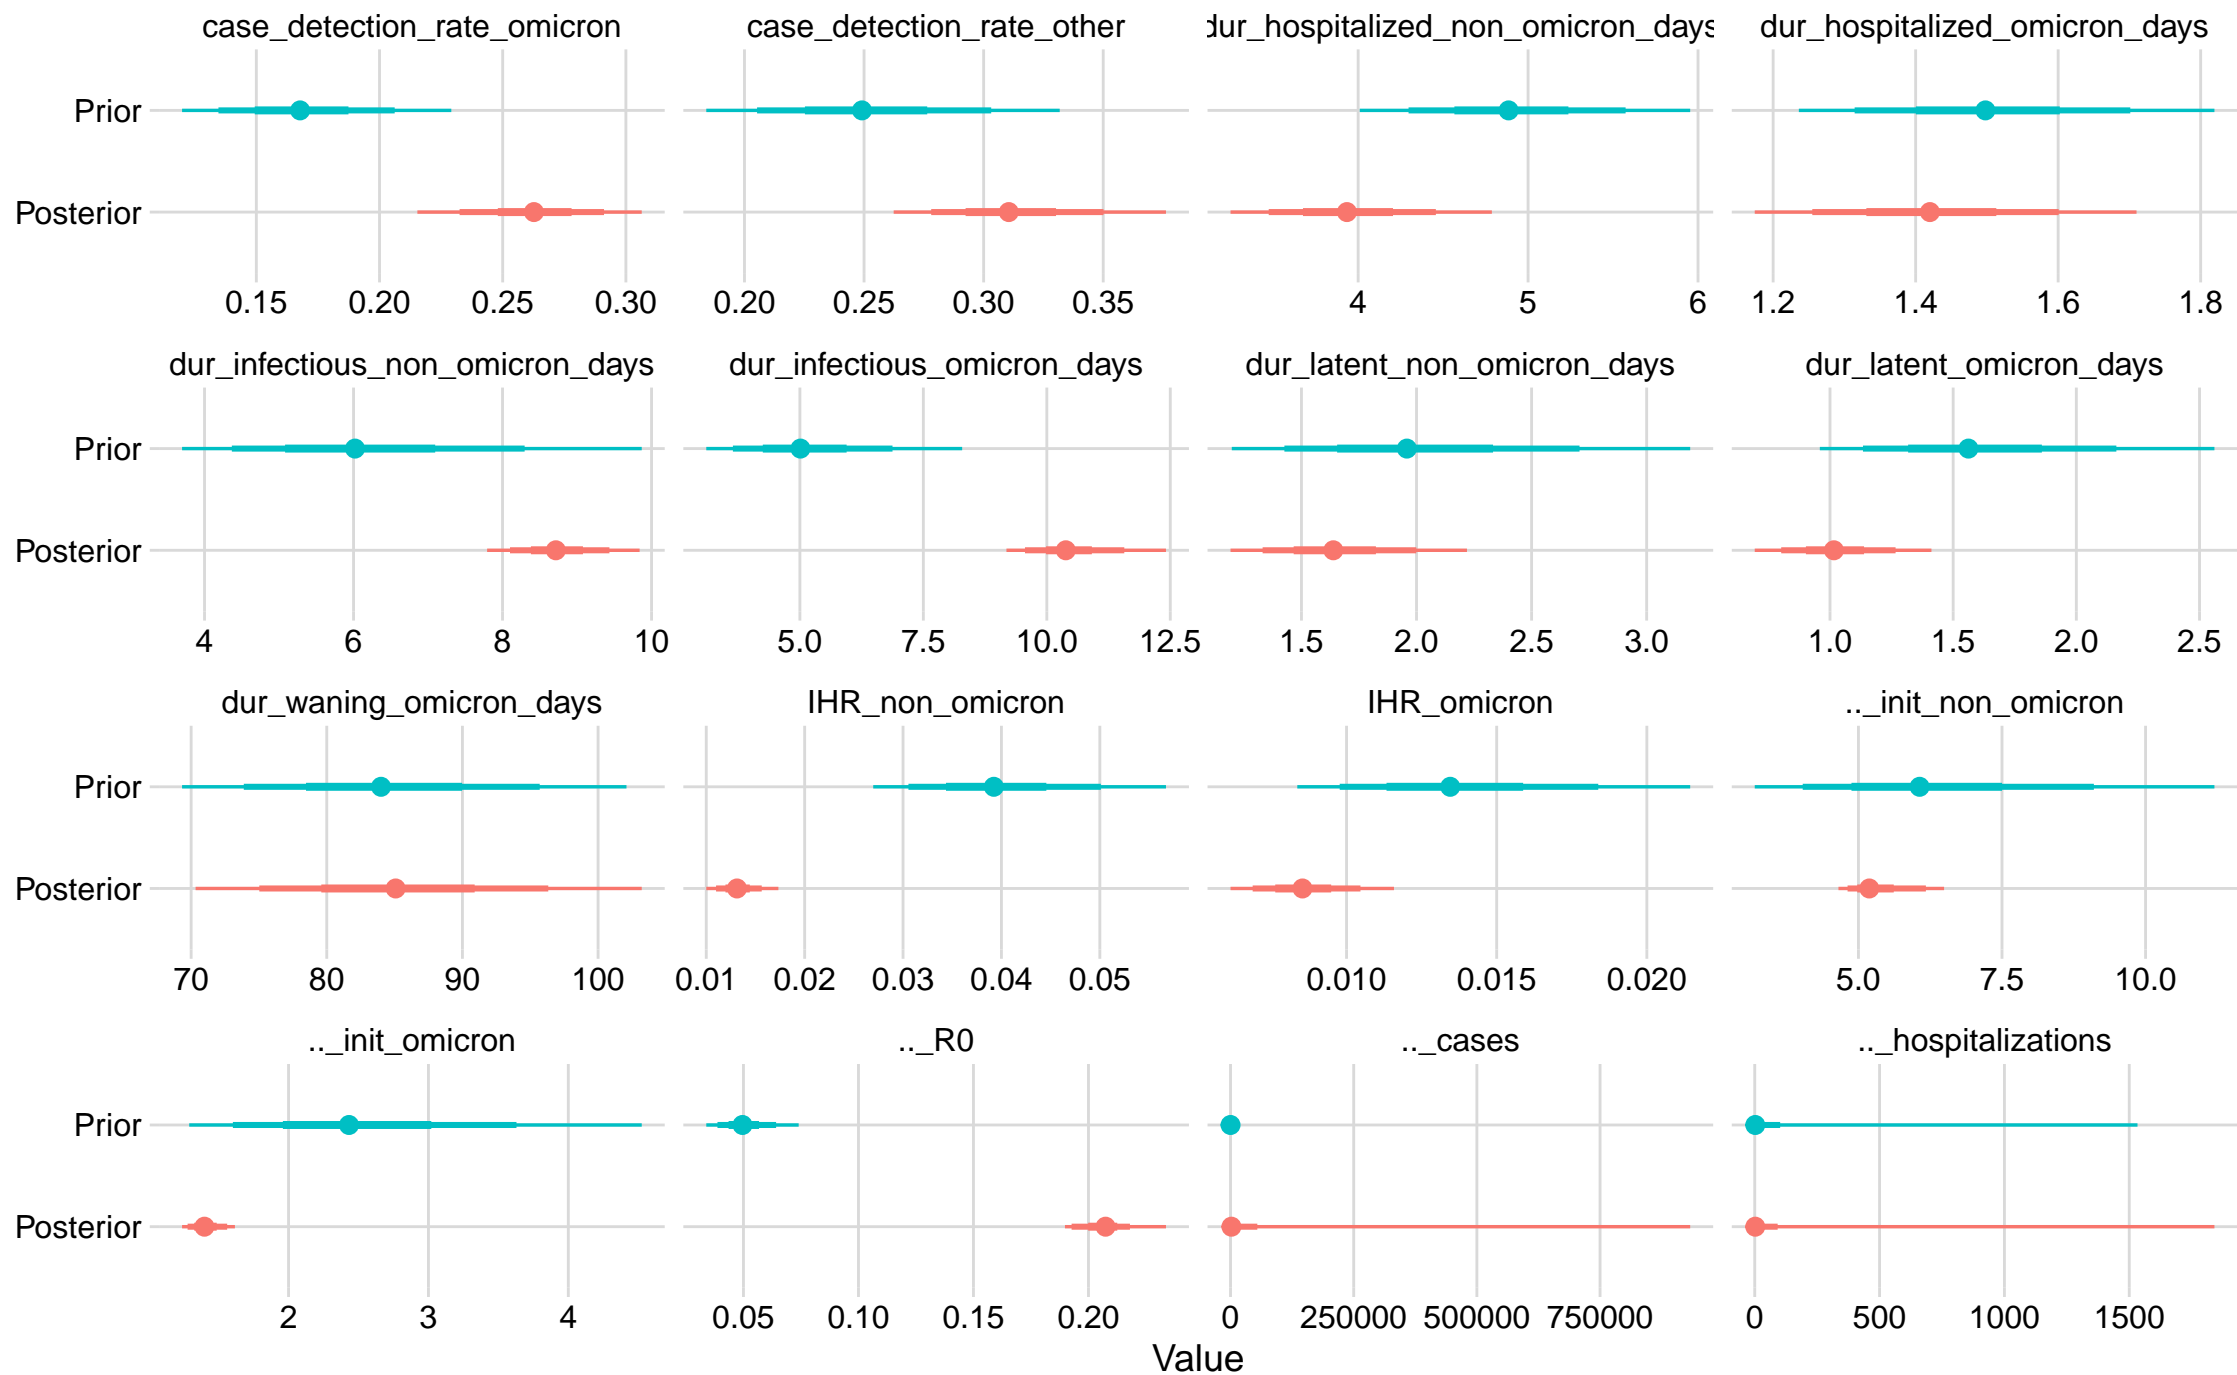 case_detection_rate_omicron case_detection_rate_other dur_hospitalized_non_omicron_days dur_hospitalized_omicron_days
Prior
Posterior
0.15 0.20 0.25 0.30 0.20 0.25 0.30 0.35 4 5 6 1.2 1.4 1.6 1.8
dur_infectious_non_omicron_days dur_infectious_omicron_days dur_latent_non_omicron_days dur_latent_omicron_days
Prior
Posterior
4 6 8 10 5.0 7.5 10.0 12.5 1.5 2.0 2.5 3.0 1.0 1.5 2.0 2.5
dur_waning_omicron_days IHR_non_omicron IHR_omicron .._init_non_omicron
Prior
Posterior
70 80 90 100 0.01 0.02 0.03 0.04 0.05 0.010 0.015 0.020 5.0 7.5 10.0
.._init_omicron .._R0 .._cases .._hospitalizations
Prior
Posterior
2 3 4 0.05 0.10 0.15 0.20 0 250000 500000 750000 0 500 1000 1500
Value